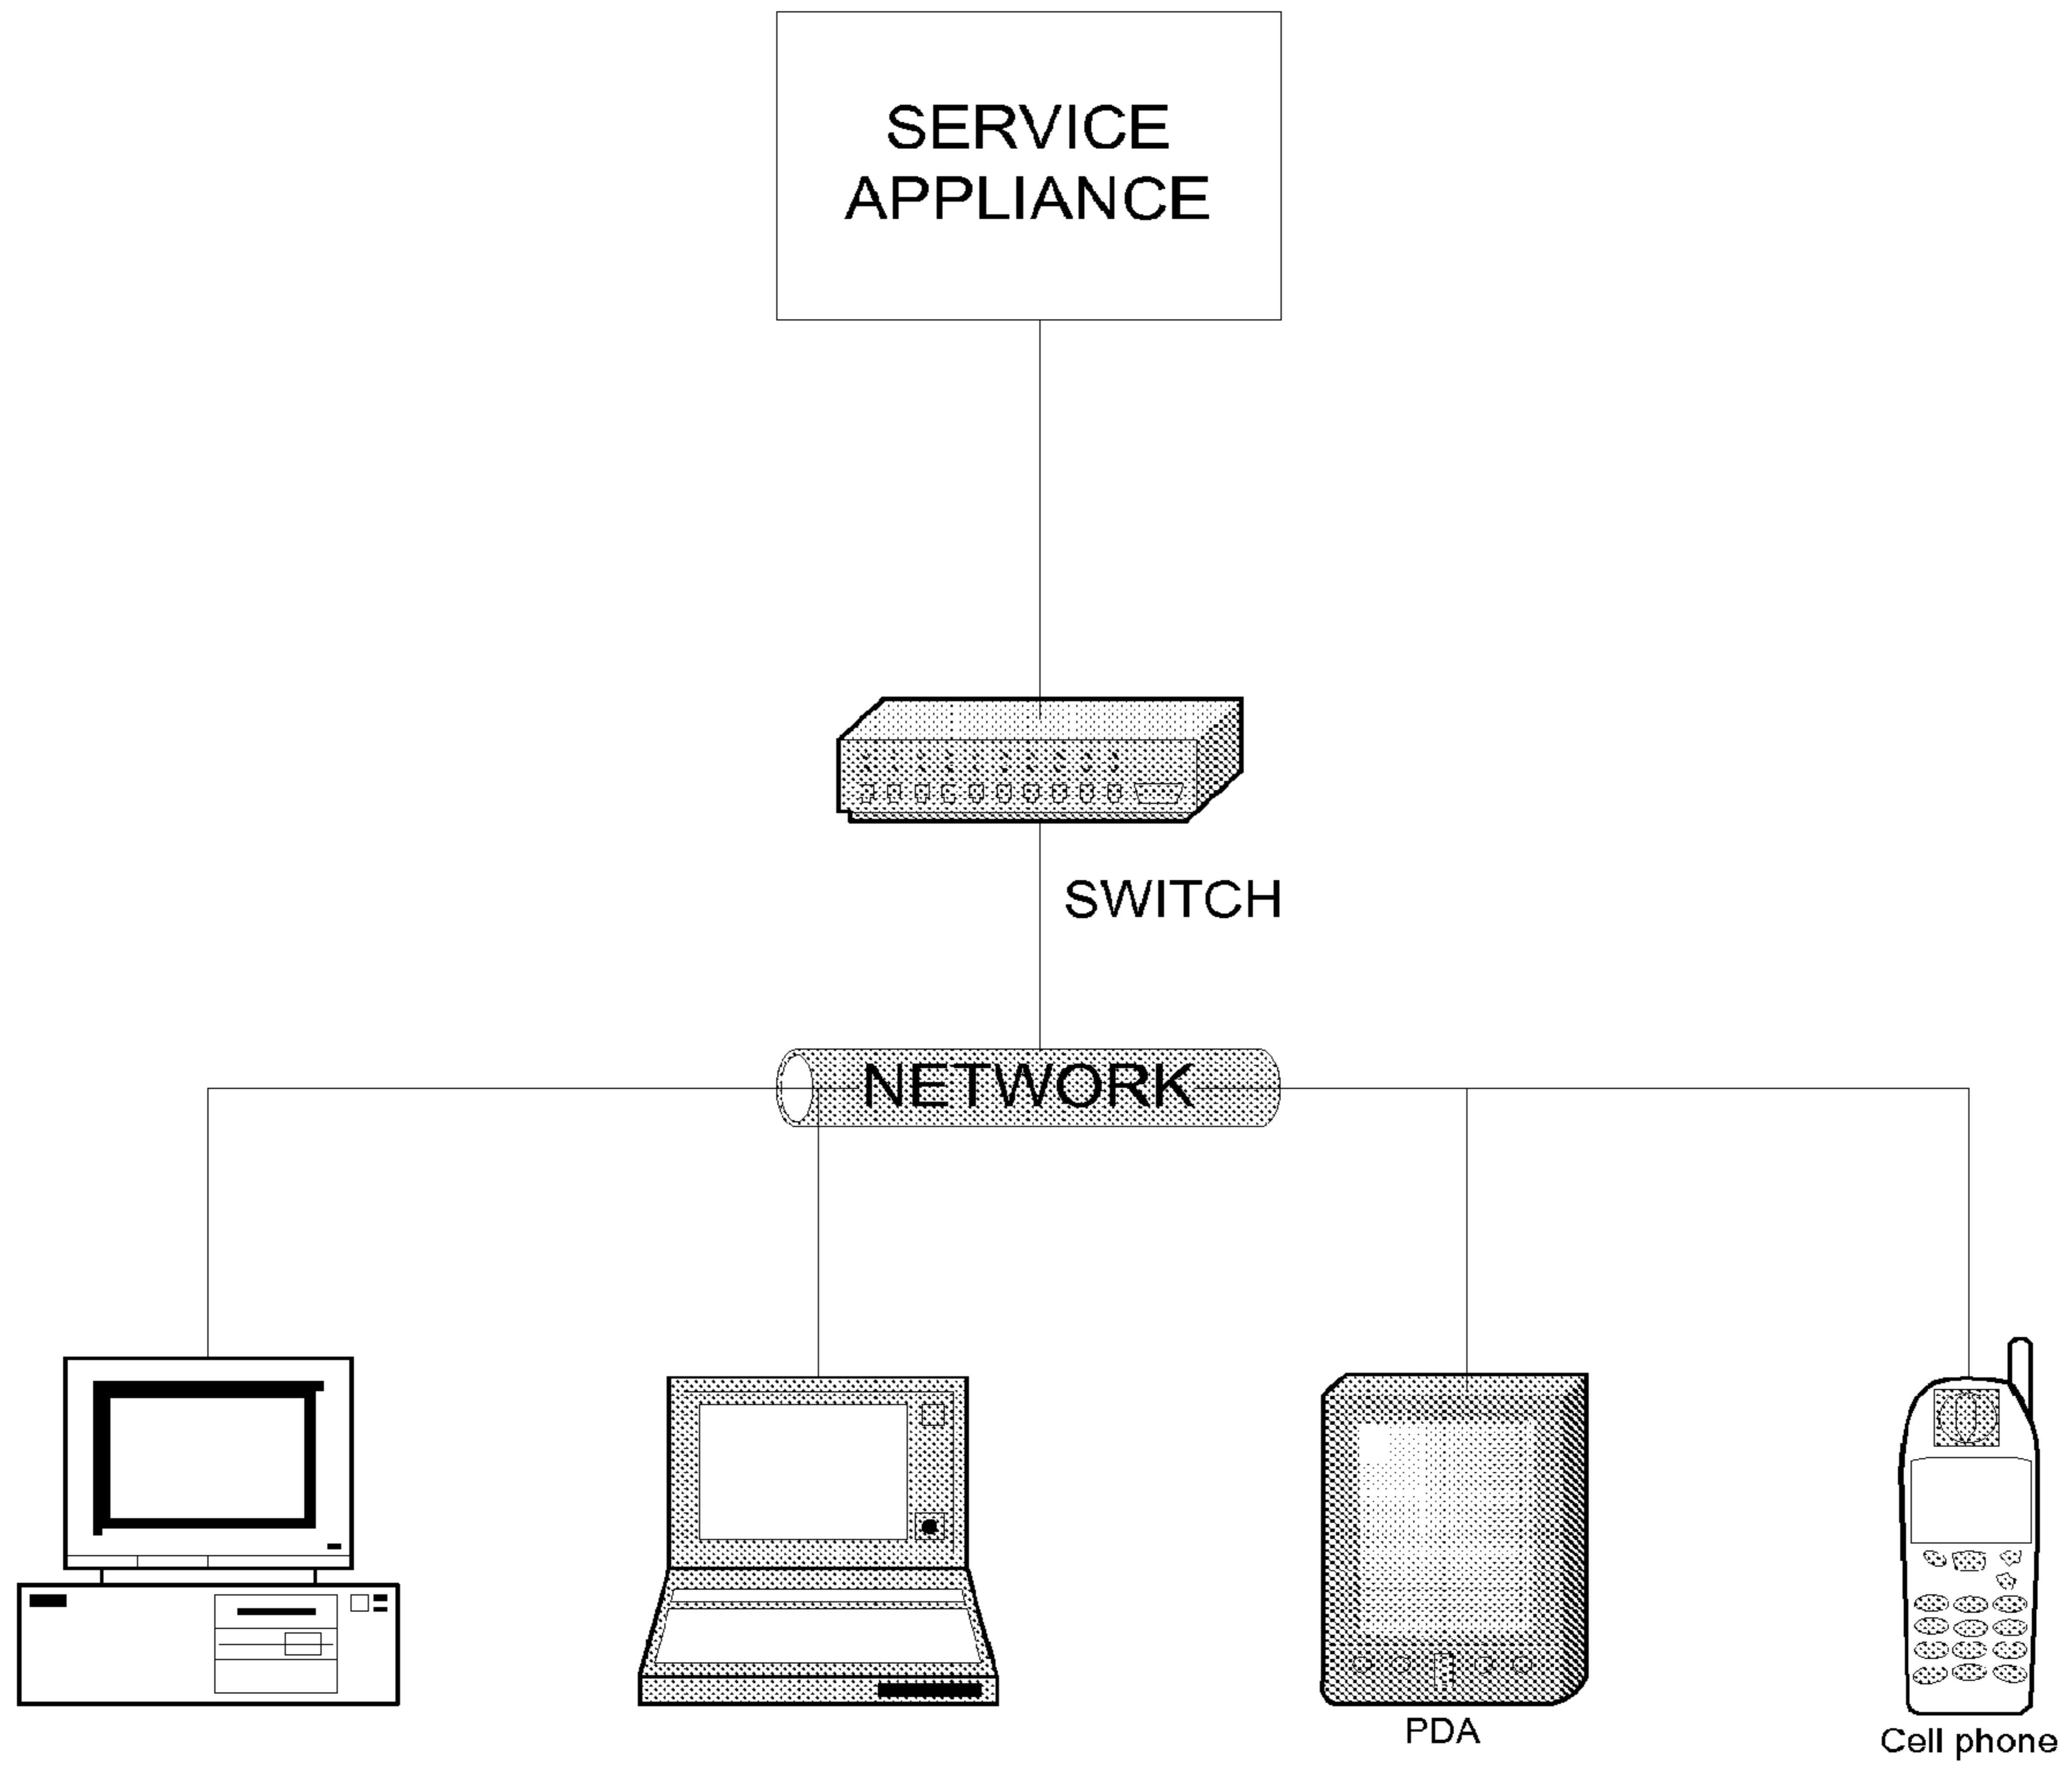 SERVICE
APPLIANCE
SWITCH
NETWORK
PDA
Cell phone